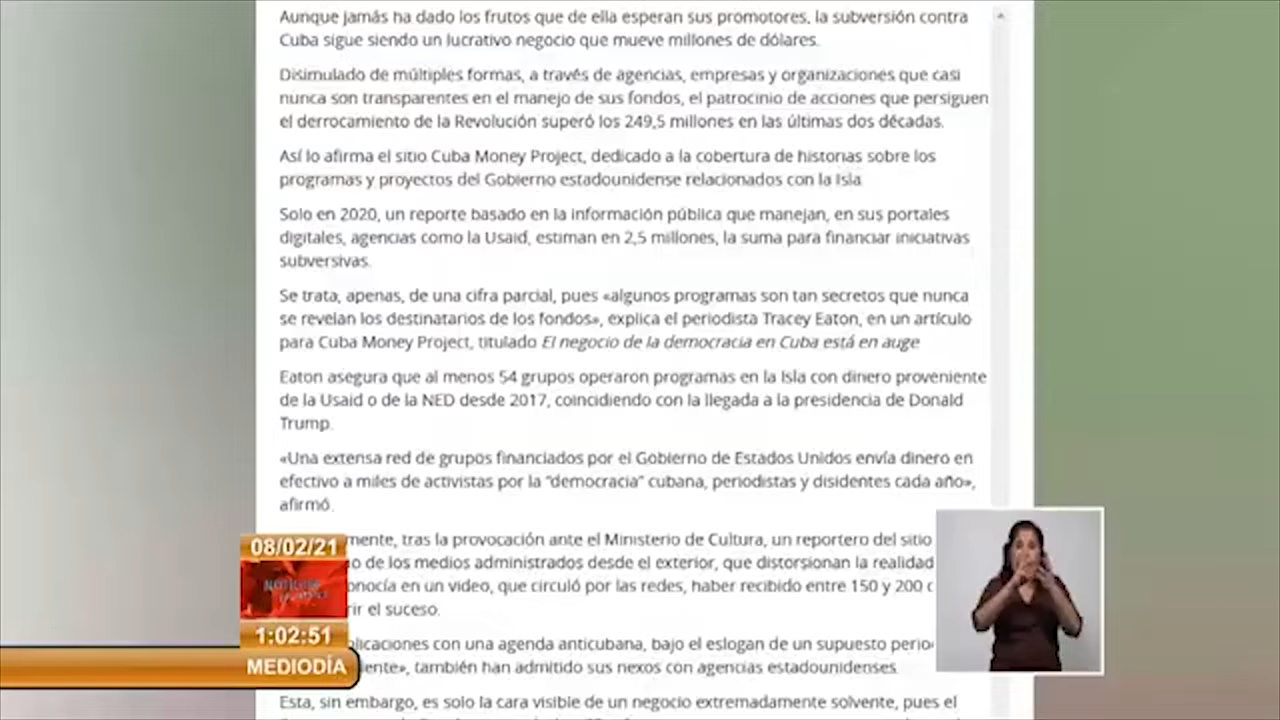 Aunque jamás ha dado los frutos que de ella esperan sus promotores, la subversión contra
Cuba sigue siendo un lucrativo negocio que mueve millones de dólares.
Disimulado de múltiples formas, a través de agencias, empresas y organizaciones que casi
nunca son transparentes en el manejo de sus fondos, el patrocinio de acciones que persiguen
el derrocamiento de la Revolución superó los 249,5 millones en las últimas dos décadas.
Así lo afirma el sitio Cuba Money Project, dedicado a la cobertura de historias sobre los
programas y proyectos del Gobierno estadounidense relacionados con la Isla.
Solo en 2020, un reporte basado en la información pública que manejan, en sus portales
digitales, agencias como la Usaid, estiman en 2,5 millones, la suma para financiar iniciativas
subversivas.
Se trata, apenas, de una cifra parcial, pues «algunos programas son tan secretos que nunca
se revelan los destinatarios de los fondos», explica el periodista Tracey Eaton, en un artículo
para Cuba Money Project, titulado El negocio de la democracia en Cuba está en auge
Eaton asegura que al menos 54 grupos operaron programas en la Isla con dinero proveniente
de la Usaid o de la NED desde 2017, coincidiendo con la llegada a la presidencia de Donald
Trump.
«Una extensa red de grupos financiados por el Gobierno de Estados Unidos envía dinero en
efectivo a miles de activistas por la "democracia" cubana, periodistas y disidentes cada año»,
afirmó.
mente, tras la provocación ante el Ministerio de Cultura, un reportero del sitio
o de los medios administrados desde el exterior, que distorsionan la realidad
onocía en un video, que circuló por las redes, haber recibido entre 150 y 200
rir el suceso.
licaciones con una agenda anticubana, bajo el eslogan de un supuesto perio
iente», también han admitido sus nexos con agencias estadounidenses.
Esta, sin embargo, es solo la cara visible de un negocio extremadamente solvente, pues el
08/02/21
1:02:51
MEDIODÍA